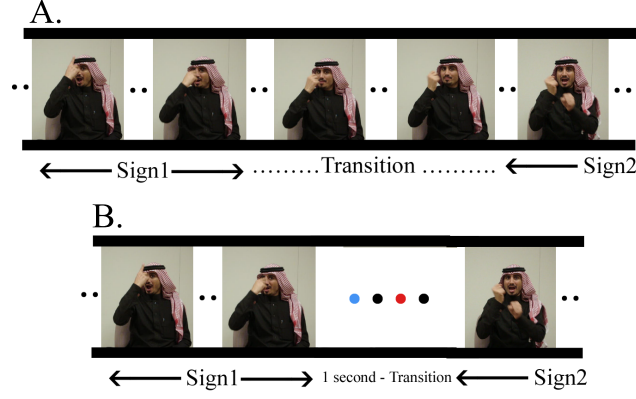 A.
Sign1 .........Transition .......... Sign2
B.
Sign1 1 second - Transition Sign2